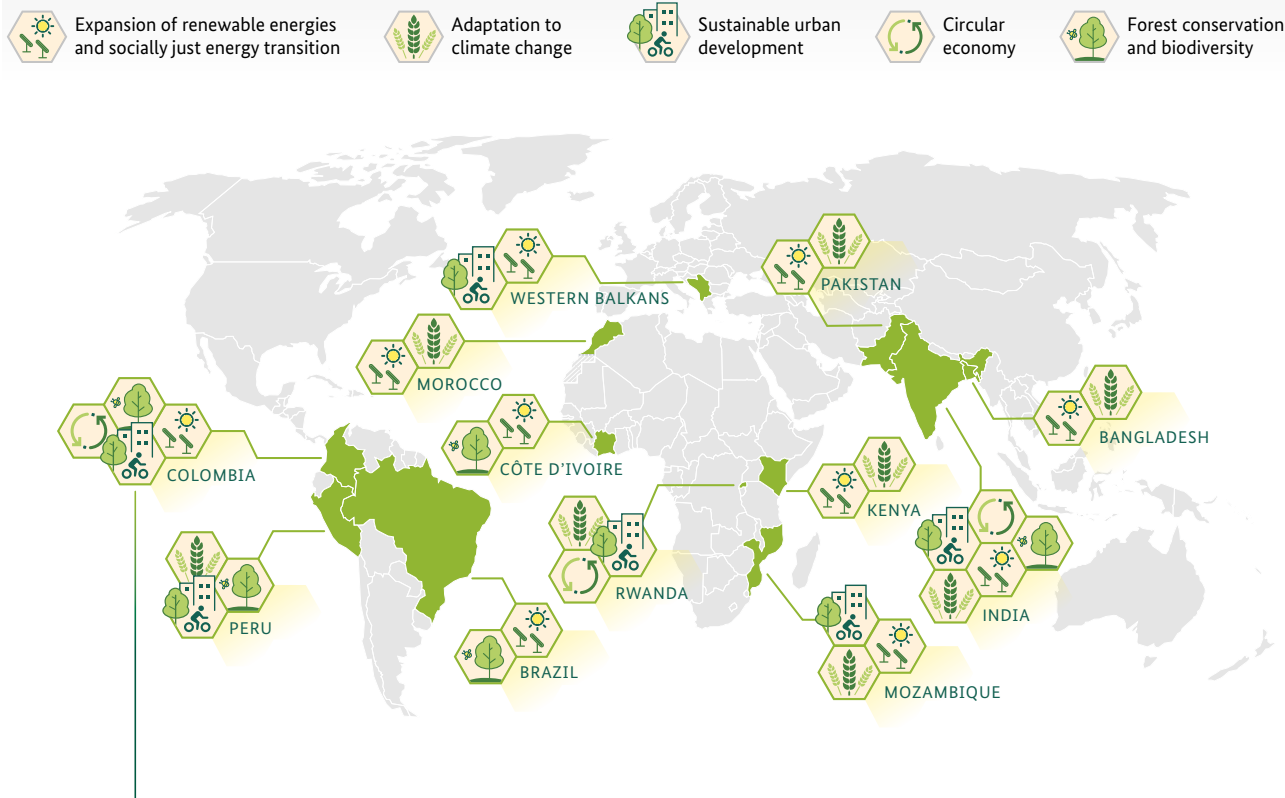 Expansion of renewable energies
and socially just energy transition
Adaptation to
climate change
Sustainable urban
development
Circular
economy
Forest conservation
and biodiversity
PAKISTAN
WESTERN BALKANS
MOROCCO
BANGLADESH
COLOMBIA
CÔTE D'IVOIRE
KENYA
RWANDA
INDIA
PERU
BRAZIL
MOZAMBIQUE